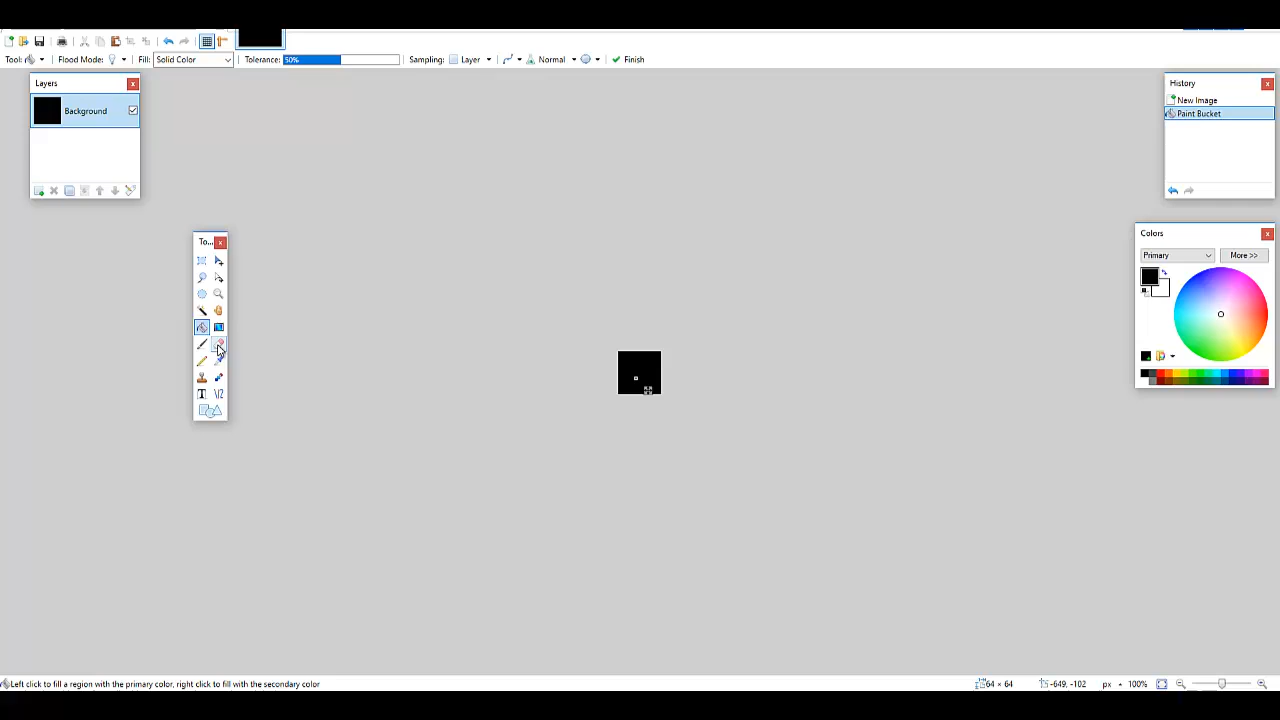 Tool: Flood Mode: Fill: Solid Color Tolerance: 50% Sampling: Layer Normal Finish
Layers
Background
History
New Image
Paint Bucket
To...
Colors
Primary More >>
Left click to fill a region with the primary color, right click to fill with the secondary color 64 × 64 -649, -102 px 100%